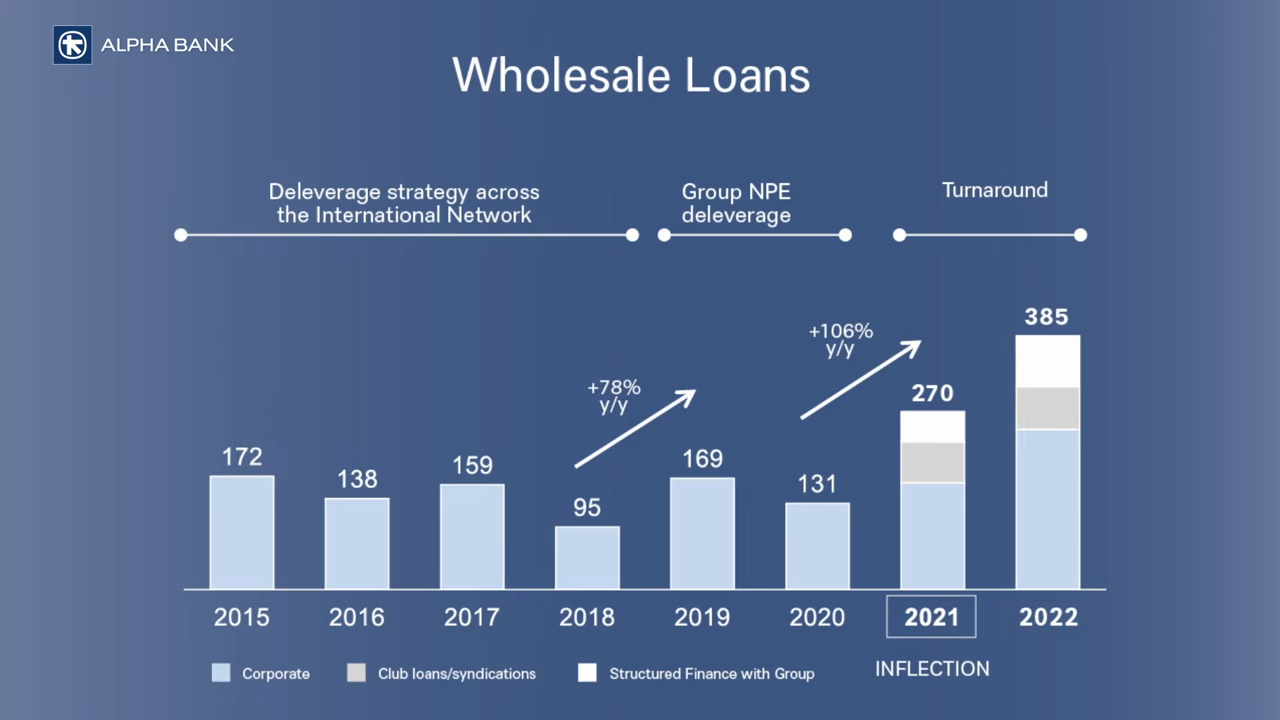 ALPHA BANK
Wholesale Loans
Deleverage strategy across
the International Network
Group NPE
deleverage
Turnaround
385
+106%
y/y
+78%
y/y
270
172
138
159
95
169
131
2015
2016
2017
2018
2019
2020
2021
2022
Corporate
Club loans/syndications
Structured Finance with Group
INFLECTION